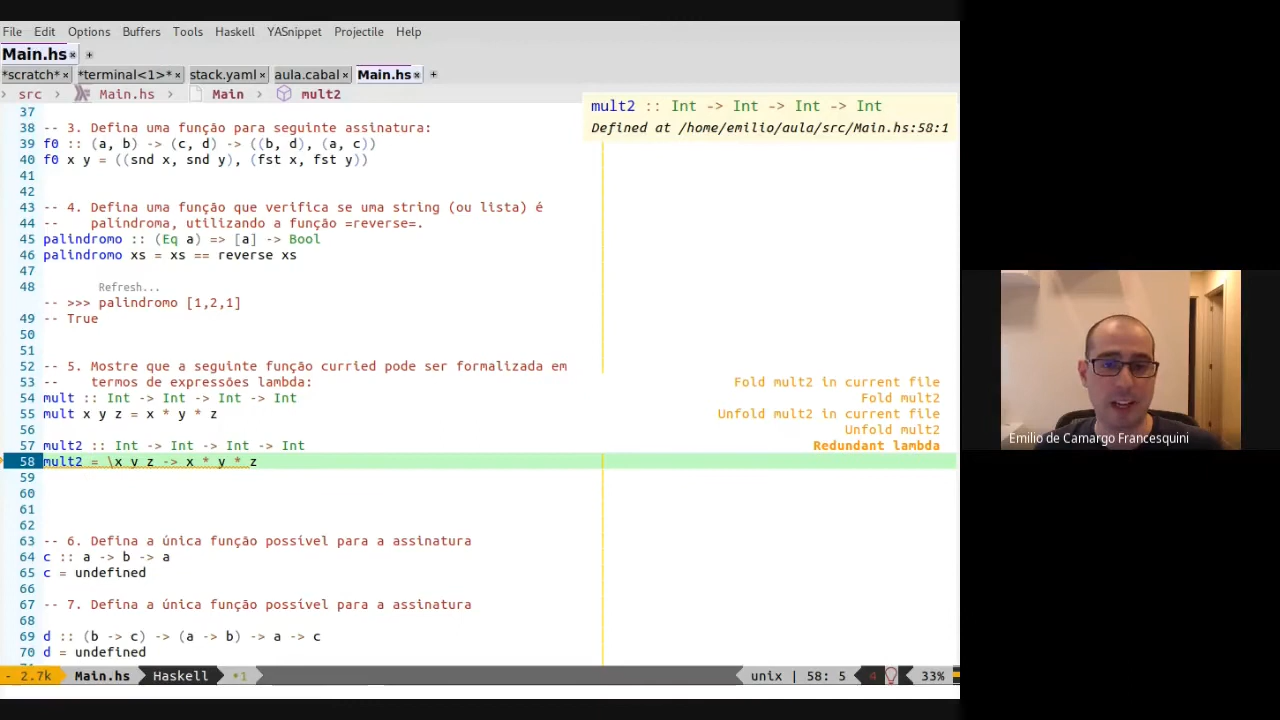 File Edit Options Buffers Tools Haskell YASnippet Projectile Help
Main.hs × +
*scratch* × *terminal<1>* × stack.yaml × aula.cabal × Main.hs × +
› src › Main.hs › Main › mult2
mult2 :: Int -> Int -> Int -> Int
Defined at /home/emilio/aula/src/Main.hs:58:1
37
38 -- 3. Defina uma função para seguinte assinatura:
39 f0 :: (a, b) -> (c, d) -> ((b, d), (a, c))
40 f0 x y = ((snd x, snd y), (fst x, fst y))
41
42
43 -- 4. Defina uma função que verifica se uma string (ou lista) é
44 -- palíndroma, utilizando a função =reverse=.
45 palindromo :: (Eq a) => [a] -> Bool
46 palindromo xs = xs == reverse xs
47
48 Refresh...
-- >>> palindromo [1,2,1]
49 -- True
50
51
52 -- 5. Mostre que a seguinte função curried pode ser formalizada em
53 -- termos de expressões lambda: Fold mult2 in current file
54 mult :: Int -> Int -> Int -> Int Fold mult2
55 mult x y z = x * y * z Unfold mult2 in current file
56 Unfold mult2
57 mult2 :: Int -> Int -> Int -> Int Redundant lambda
58 mult2 = \x y z -> x * y * z
59
60
61
62
63 -- 6. Defina a única função possível para a assinatura
64 c :: a -> b -> a
65 c = undefined
66
67 -- 7. Defina a única função possível para a assinatura
68
69 d :: (b -> c) -> (a -> b) -> a -> c
70 d = undefined
- 2.7k Main.hs Haskell •1 unix | 58: 5 4 33%
Emilio de Camargo Francesquini